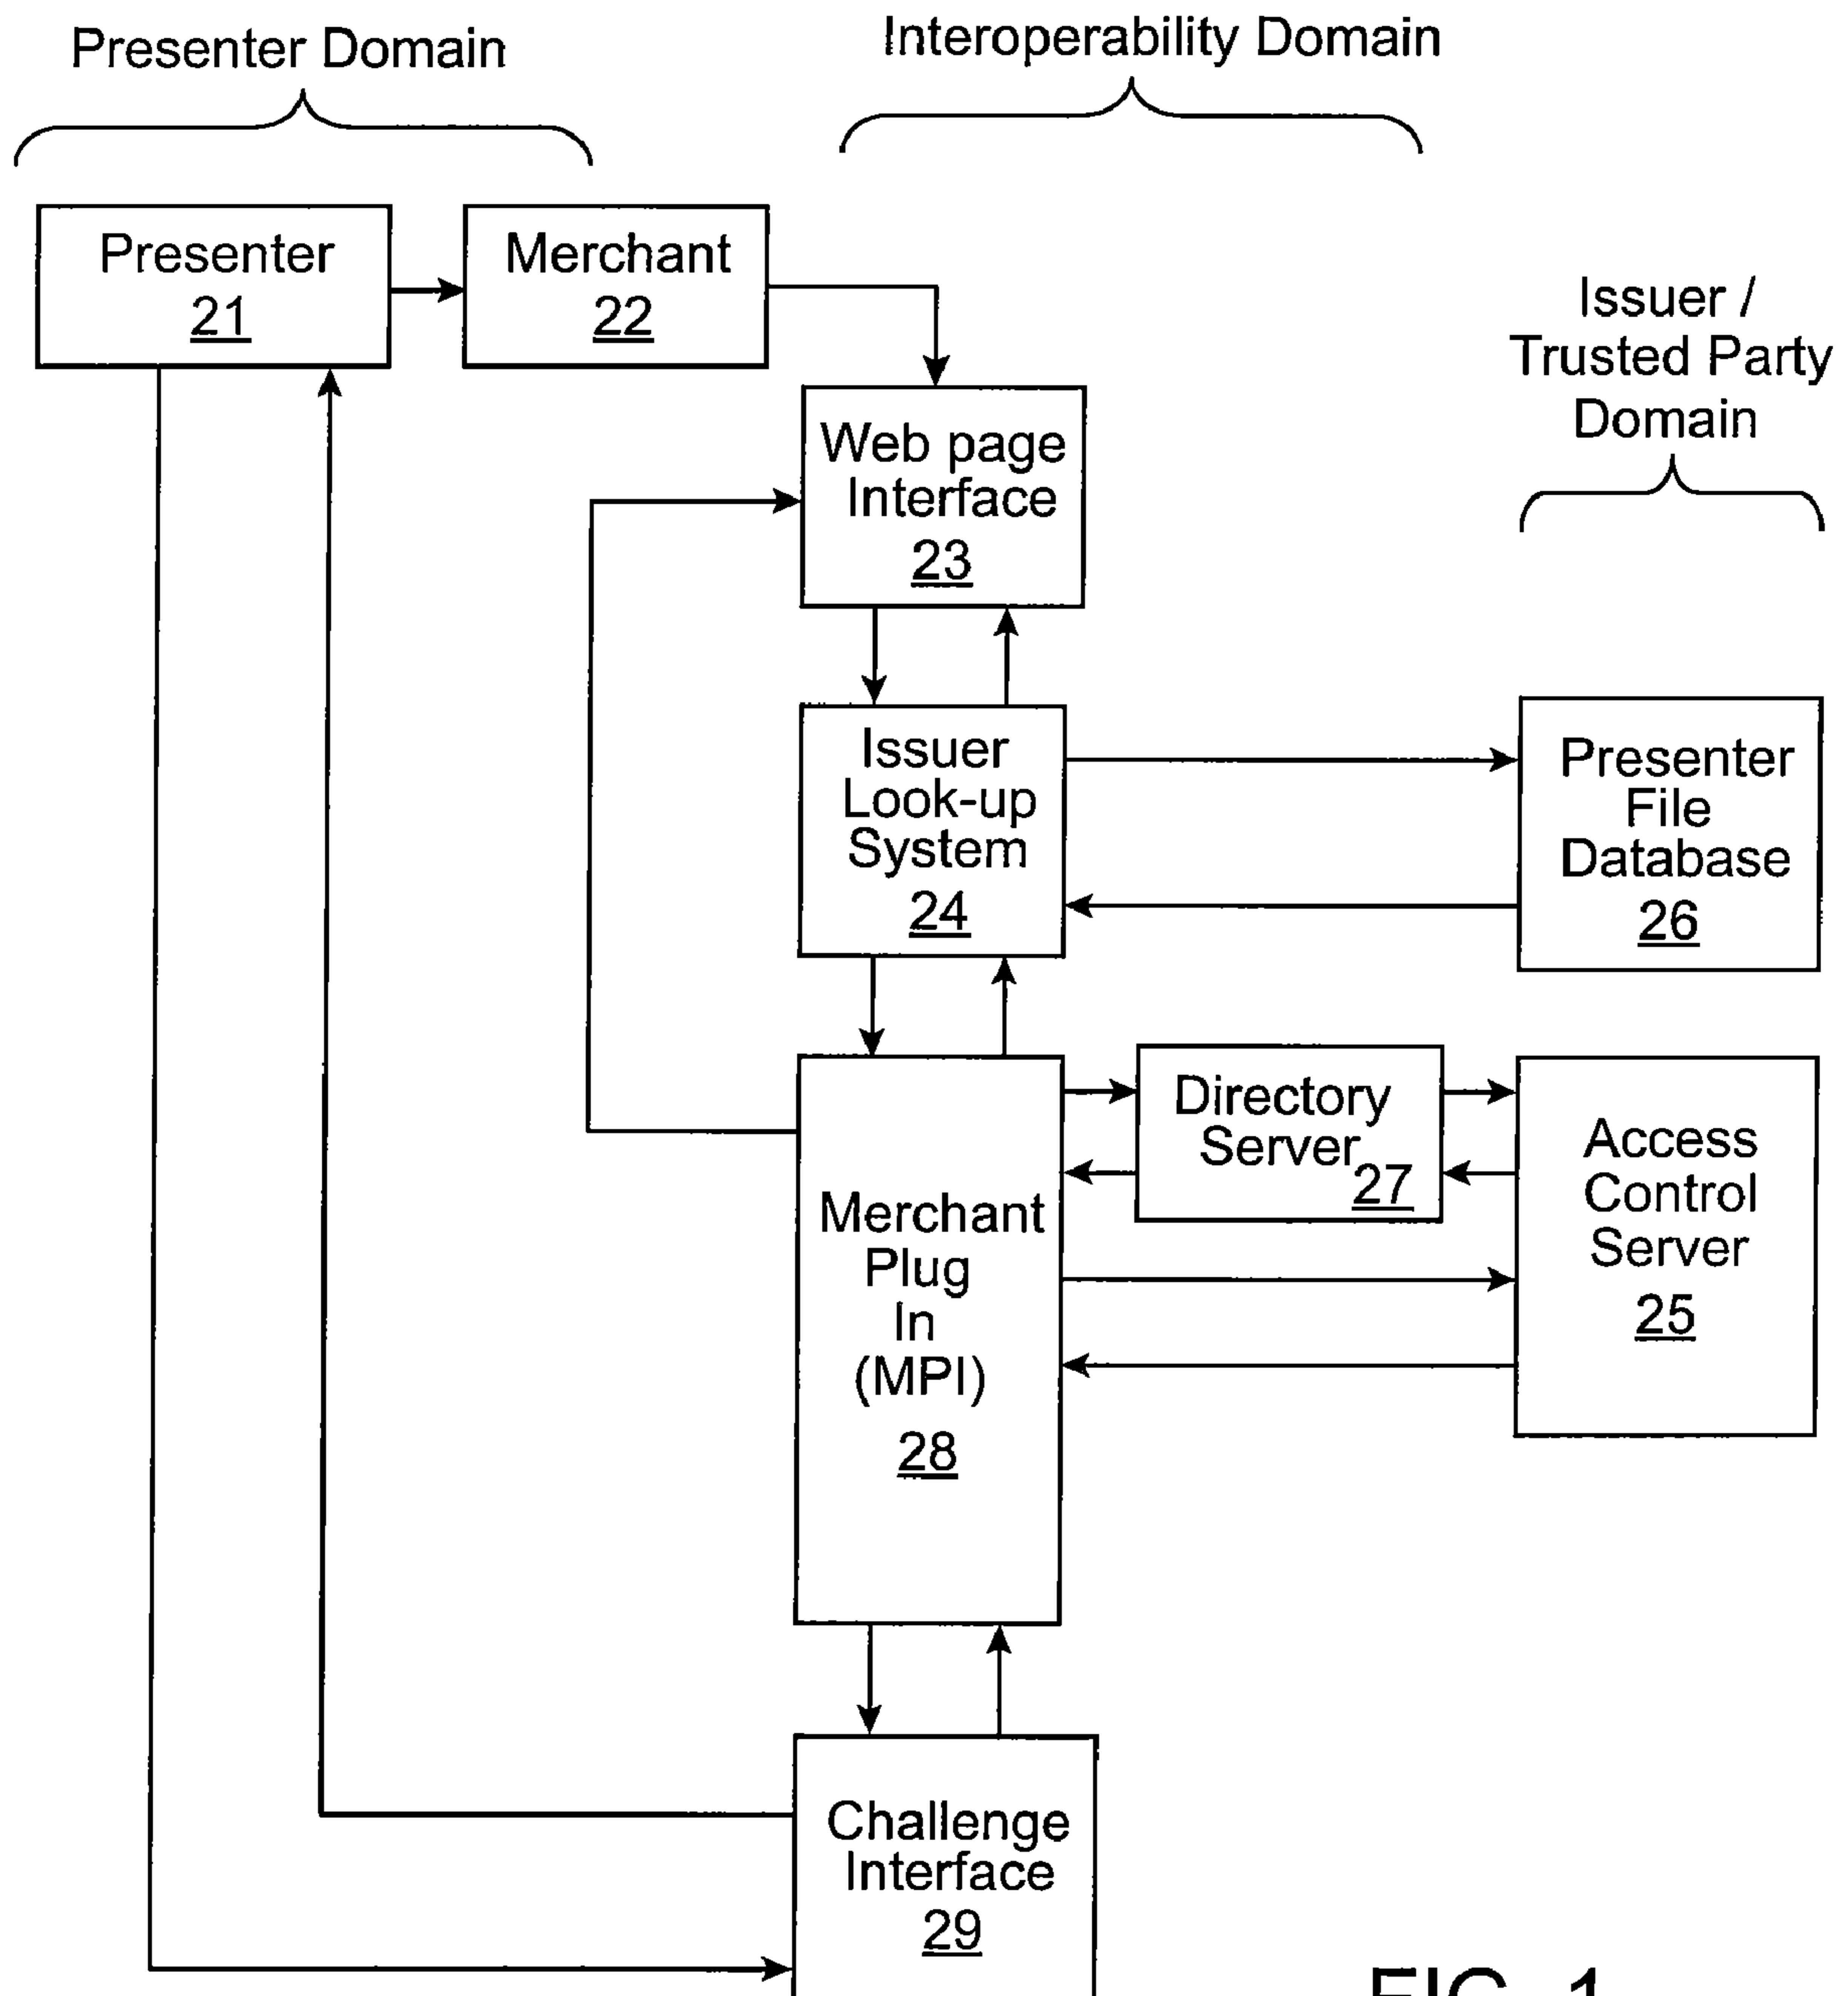 Presenter Domain
Interoperability Domain
Presenter
21
Merchant
22
Issuer /
Trusted Party
Domain
Web page
Interface
23
Issuer
Look-up
System
24
Presenter
File
Database
26
Directory
Server
27
Access
Control
Server
25
Merchant
Plug
In
(MPI)
28
Challenge
Interface
29
FIG. 1